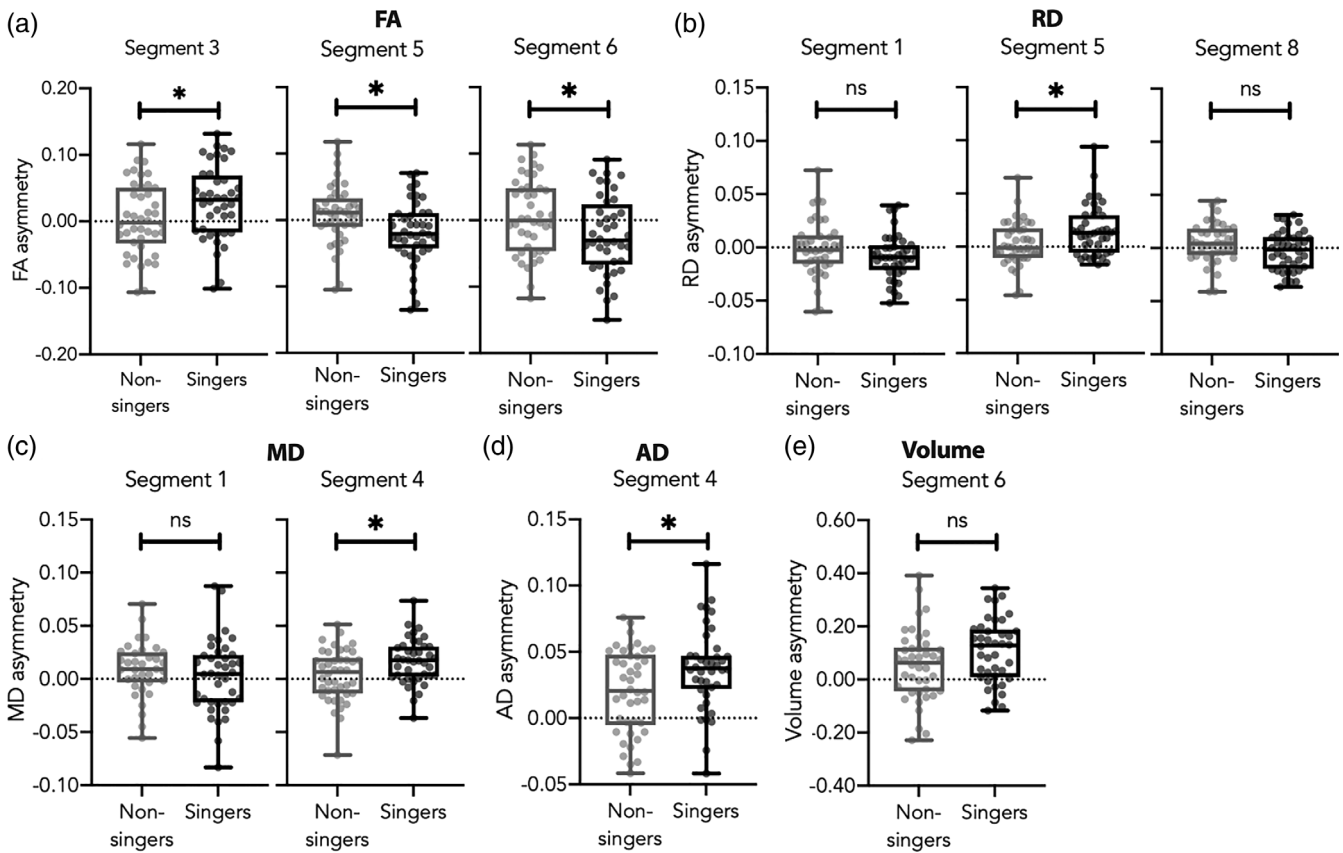 (a)
FA
Segment 3
Segment 5
Segment 6
FA asymmetry
0.20
0.10
0.00
-0.10
-0.20
*
*
*
Non-
singers
Singers
Non-
singers
Singers
Non-
singers
Singers
(b)
RD
Segment 1
Segment 5
Segment 8
RD asymmetry
0.15
0.10
0.05
0.00
-0.05
-0.10
ns
*
ns
Non-
singers
Singers
Non-
singers
Singers
Non-
singers
Singers
(c)
MD
Segment 1
Segment 4
MD asymmetry
0.15
0.10
0.05
0.00
-0.05
-0.10
ns
*
Non-
singers
Singers
Non-
singers
Singers
(d)
AD
Segment 4
AD asymmetry
0.15
0.10
0.05
0.00
-0.05
*
Non-
singers
Singers
(e)
Volume
Segment 6
Volume asymmetry
0.60
0.40
0.20
0.00
-0.20
-0.40
ns
Non-
singers
Singers